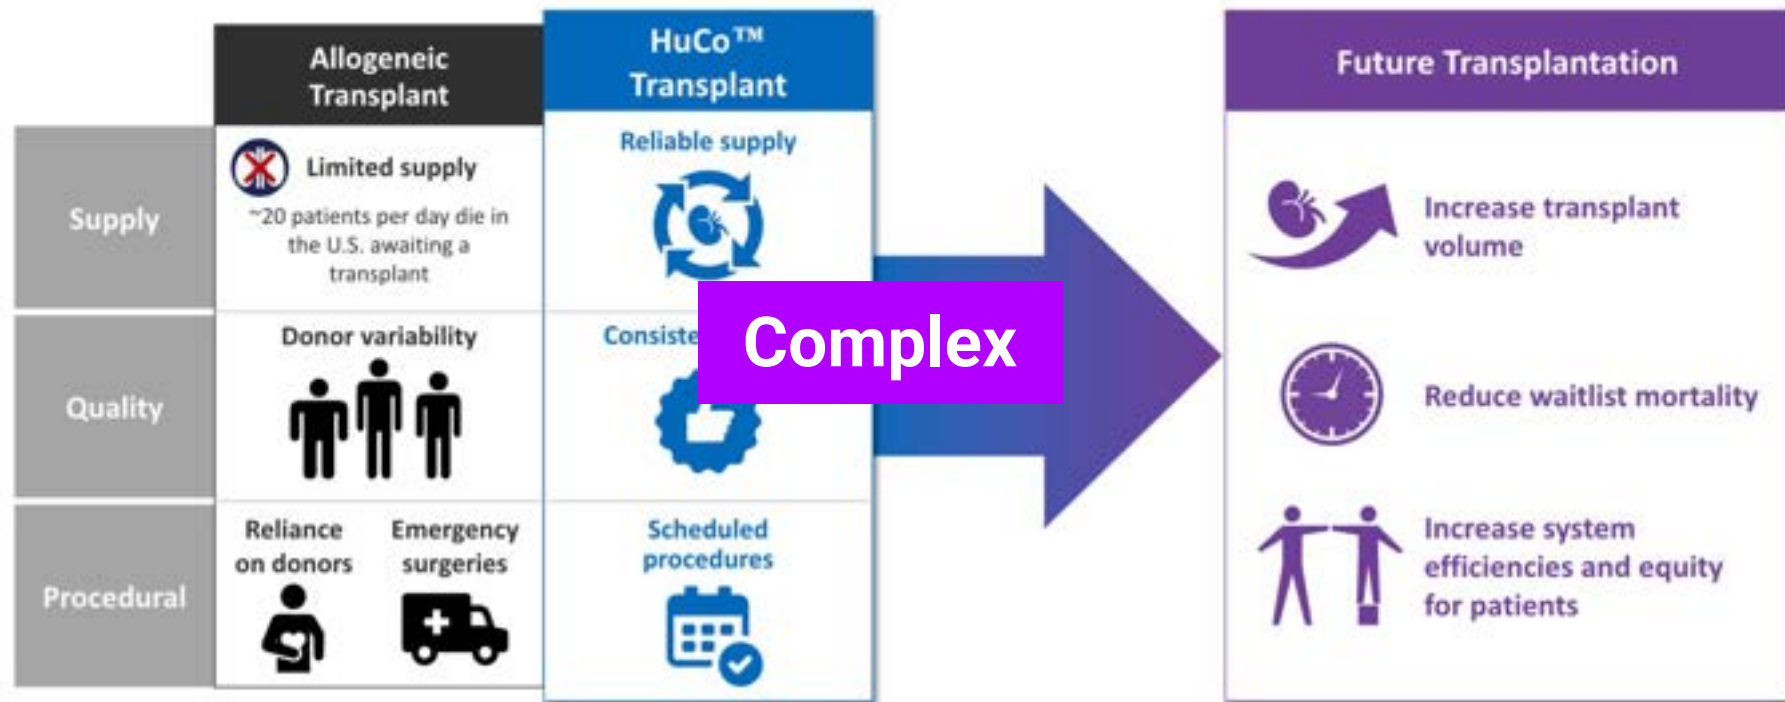 Allogeneic
Transplant
HuCo™
Transplant
Future Transplantation
Supply
Limited supply
~20 patients per day die in
the U.S. awaiting a
transplant
Reliable supply
Increase transplant
volume
Complex
Quality
Donor variability
Reduce waitlist mortality
Procedural
Reliance
on donors
Emergency
surgeries
Scheduled
procedures
Increase system
efficiencies and equity
for patients